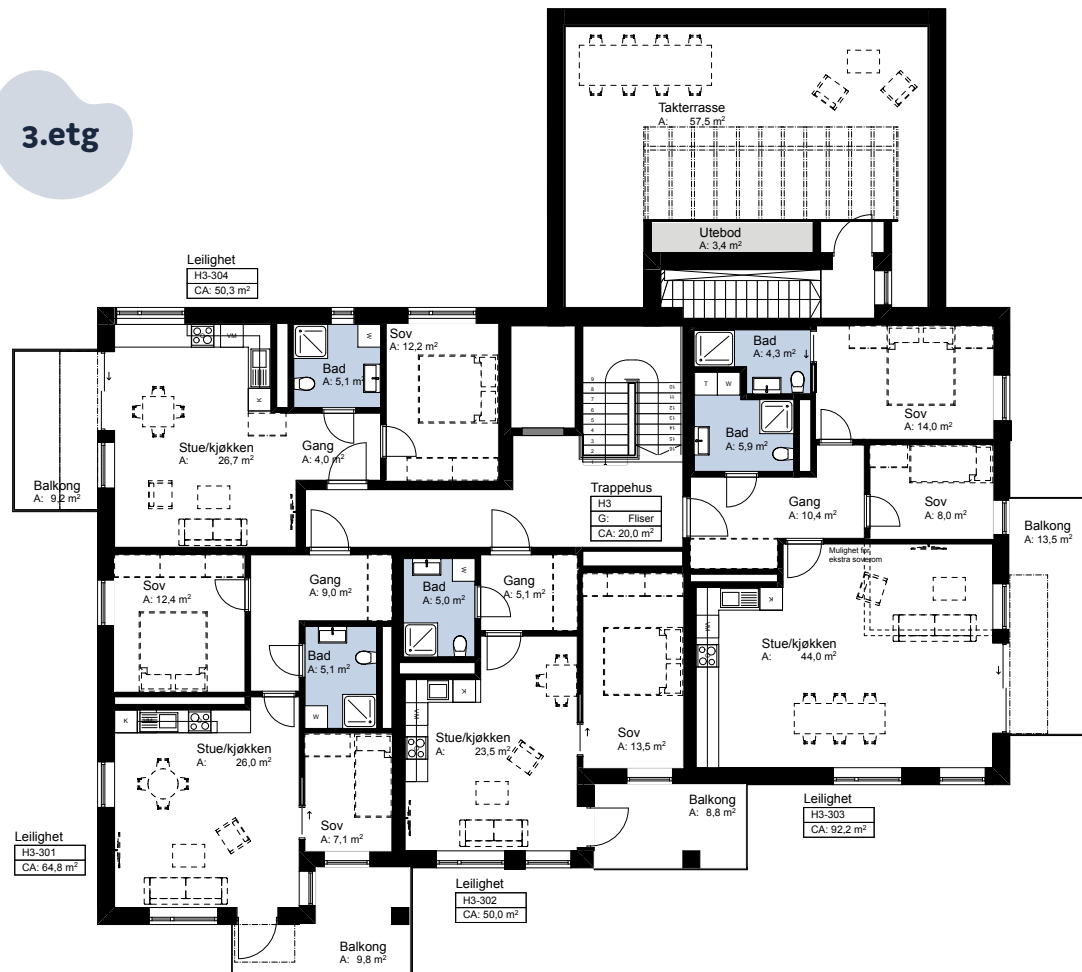 3.etg
Takterrasse
A: 57,5 m²
Utebod
A: 3,4 m²
Leilighet
H3-304
CA: 50,3 m²
VM
K
W
Bad
A: 5,1 m²
Sov
A: 12,2 m²
Stue/kjøkken
A: 26,7 m²
Gang
A: 4,0 m²
Balkong
A: 9,2 m²
Trappehus
H3
G: Fliser
CA: 20,0 m²
Bad
A: 4,3 m²
T
W
Bad
A: 5,9 m²
Sov
A: 14,0 m²
Gang
A: 10,4 m²
Sov
A: 8,0 m²
Balkong
A: 13,5 m²
Mulighet for
ekstra soverom
K
VM
Stue/kjøkken
A: 44,0 m²
Leilighet
H3-303
CA: 92,2 m²
Sov
A: 12,4 m²
Gang
A: 9,0 m²
Bad
A: 5,1 m²
W
K
VM
Stue/kjøkken
A: 26,0 m²
Sov
A: 7,1 m²
Leilighet
H3-301
CA: 64,8 m²
Balkong
A: 9,8 m²
W
Bad
A: 5,0 m²
Gang
A: 5,1 m²
K
VM
Stue/kjøkken
A: 23,5 m²
Sov
A: 13,5 m²
Balkong
A: 8,8 m²
Leilighet
H3-302
CA: 50,0 m²